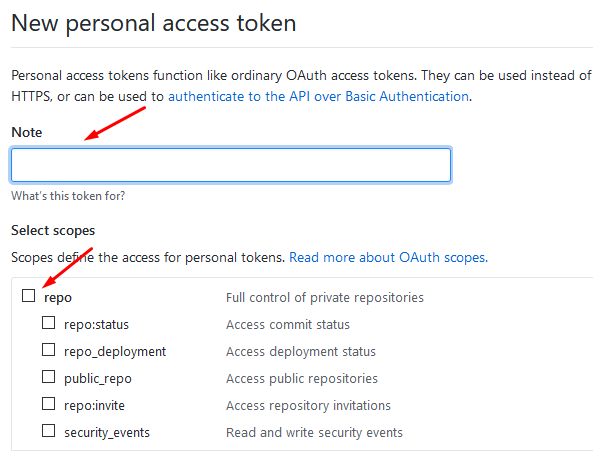 New personal access token
Personal access tokens function like ordinary OAuth access tokens. They can be used instead of
HTTPS, or can be used to authenticate to the API over Basic Authentication.
Note
What's this token for?
Select scopes
Scopes define the access for personal tokens. Read more about OAuth scopes.
repo Full control of private repositories
repo:status Access commit status
repo_deployment Access deployment status
public_repo Access public repositories
repo:invite Access repository invitations
security_events Read and write security events